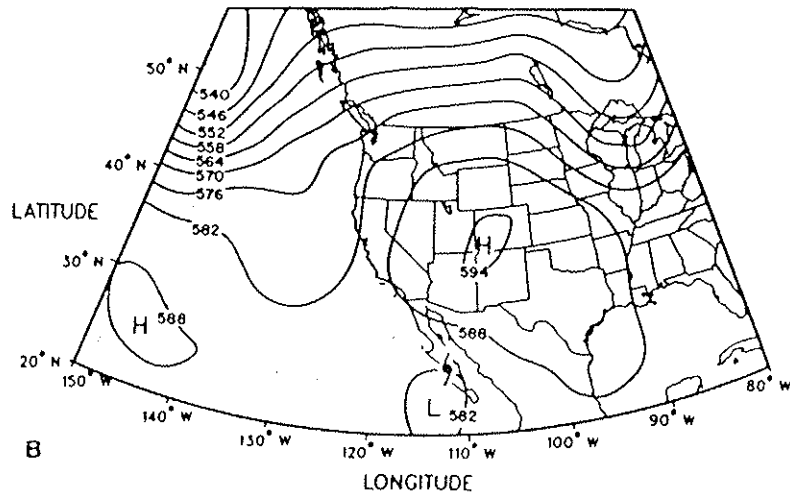 50° N
540
546
552
558
564
40° N
570
576
LATITUDE
582
H
594
30° N
588
H
588
20° N
150° W
80° W
L
582
140° W
90° W
130° W
100° W
120° W
110° W
B
LONGITUDE